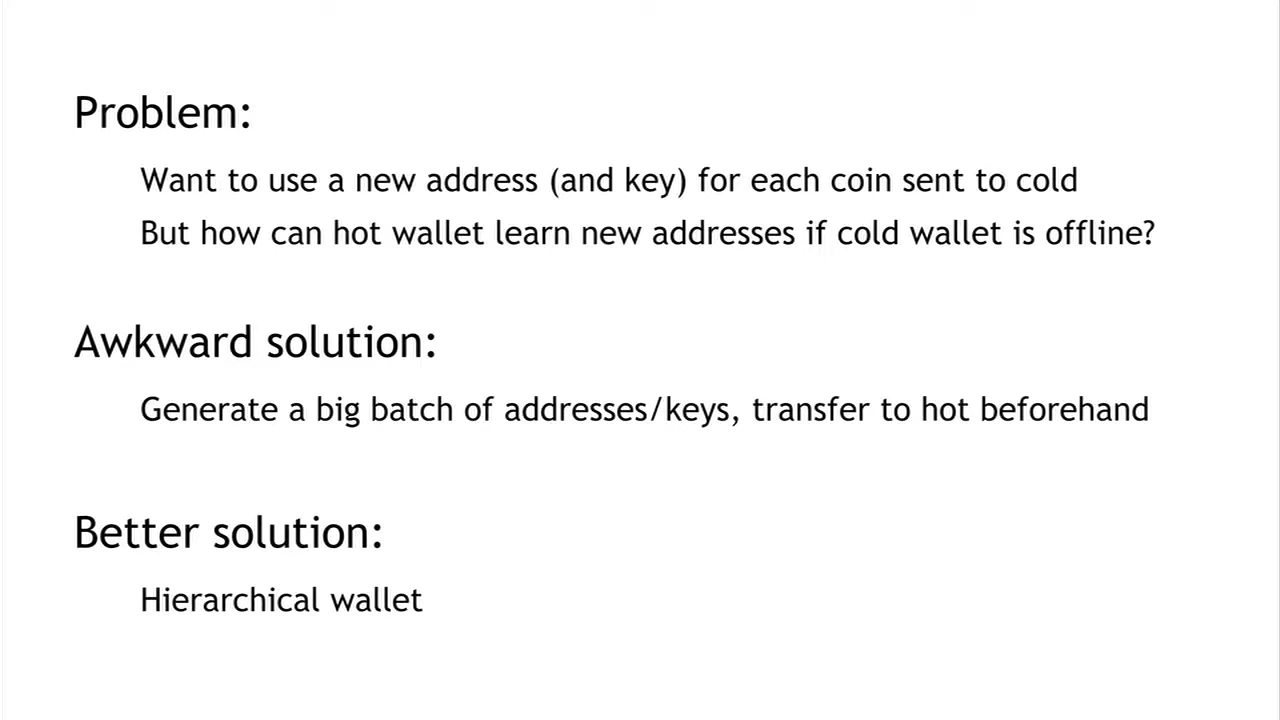 Problem:
Want to use a new address (and key) for each coin sent to cold
But how can hot wallet learn new addresses if cold wallet is offline?
Awkward solution:
Generate a big batch of addresses/keys, transfer to hot beforehand
Better solution:
Hierarchical wallet